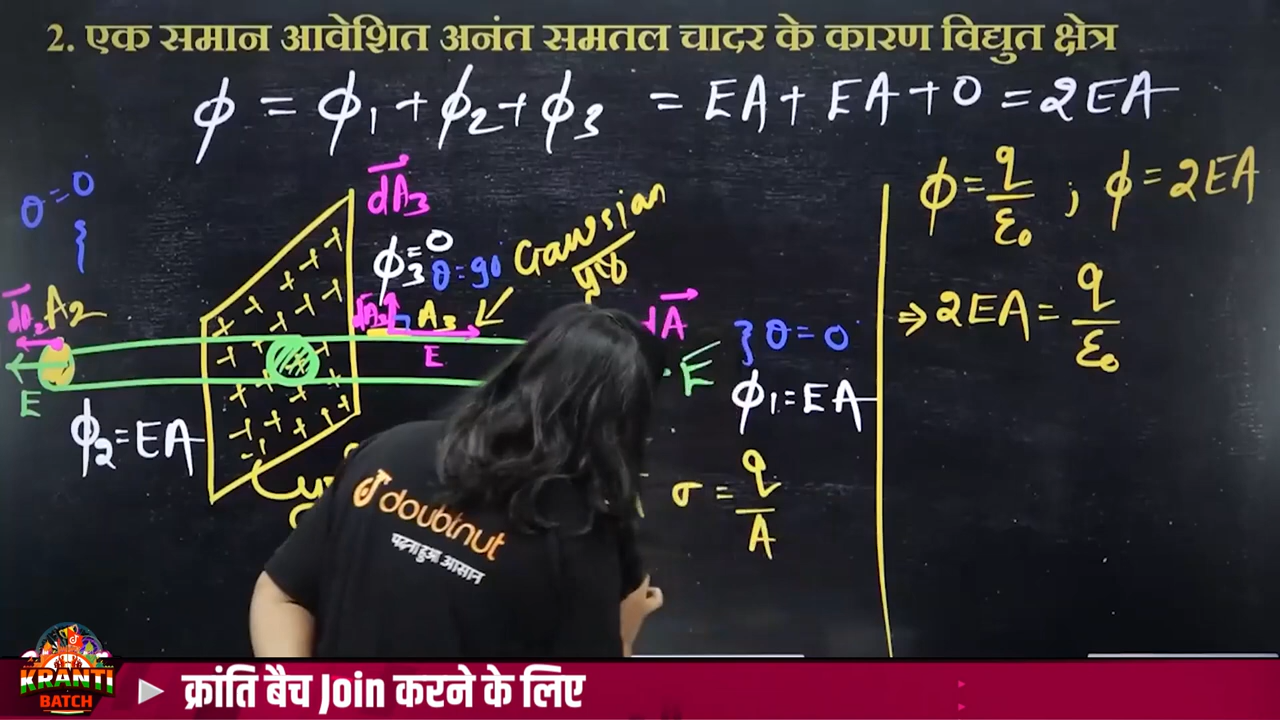 2. एक समान आवेशित अनंत समतल चादर के कारण विद्युत क्षेत्र
ϕ = ϕ₁ + ϕ₂ + ϕ₃ = EA + EA + 0 = 2EA
θ = 0
dA₃
ϕ₃ = 0
θ = 90
Gaussian
पृष्ठ
dA₂ A₂
dA₃ A₃
E
dA
} θ = 0
E
E
ϕ₁ = EA
ϕ₂ = EA
σ = q/A
ϕ = q/ε₀ ; ϕ = 2EA
⇒ 2EA = q/ε₀
doubtnut
पढ़ना हुआ आसान
KRANTI
BATCH
क्रांति बैच Join करने के लिए